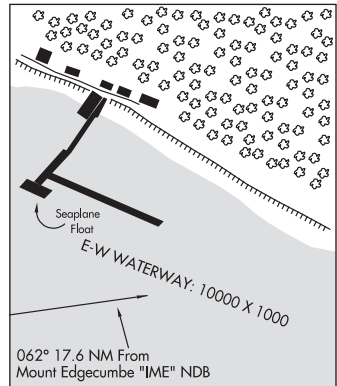 Seaplane
Float
E-W WATERWAY: 10000 X 1000
062° 17.6 NM From
Mount Edgecumbe "IME" NDB